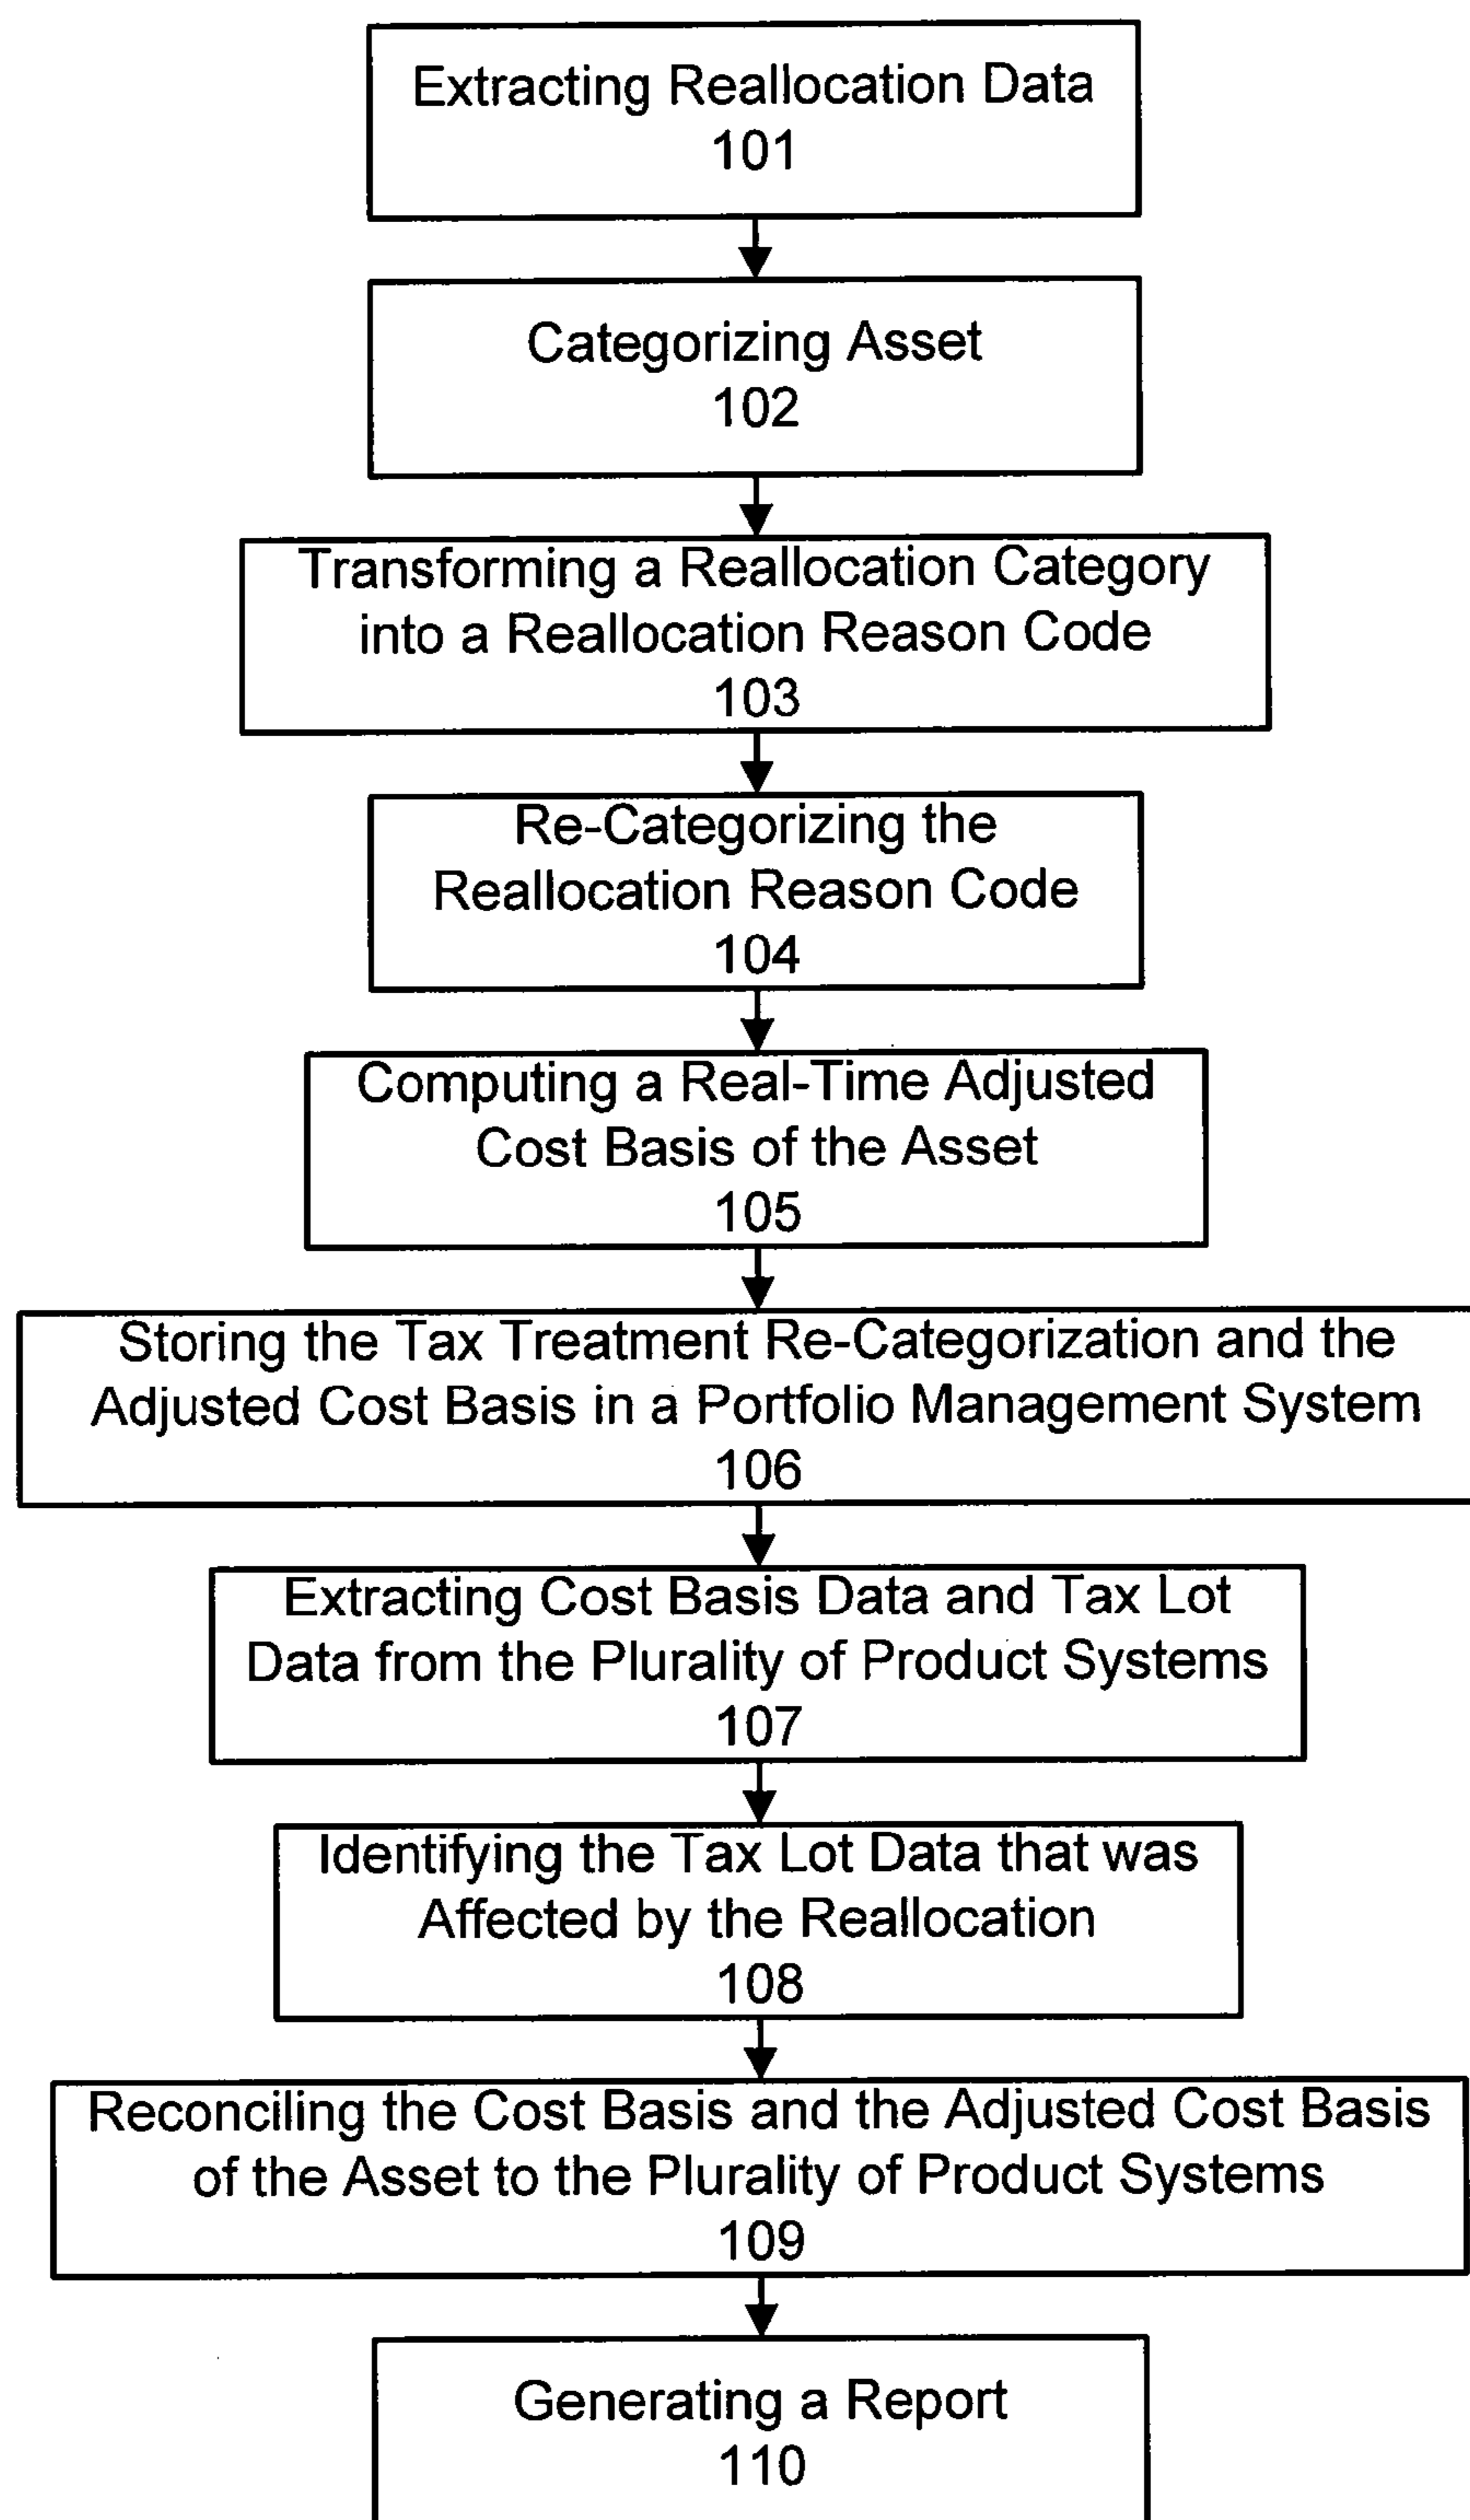 Extracting Reallocation Data
101
Categorizing Asset
102
Transforming a Reallocation Category
into a Reallocation Reason Code
103
Re-Categorizing the
Reallocation Reason Code
104
Computing a Real-Time Adjusted
Cost Basis of the Asset
105
Storing the Tax Treatment Re-Categorization and the
Adjusted Cost Basis in a Portfolio Management System
106
Extracting Cost Basis Data and Tax Lot
Data from the Plurality of Product Systems
107
Identifying the Tax Lot Data that was
Affected by the Reallocation
108
Reconciling the Cost Basis and the Adjusted Cost Basis
of the Asset to the Plurality of Product Systems
109
Generating a Report
110